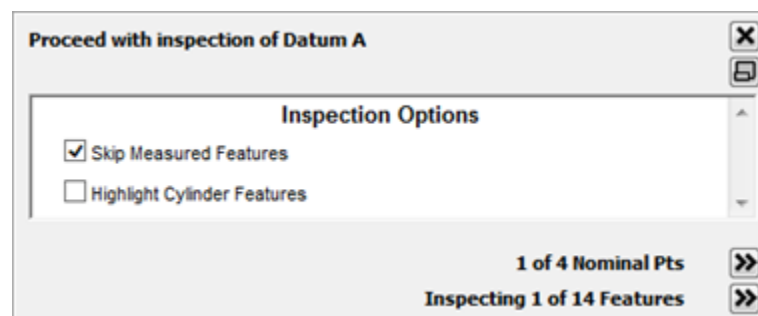 Proceed with inspection of Datum A
Inspection Options
Skip Measured Features
Highlight Cylinder Features
1 of 4 Nominal Pts
Inspecting 1 of 14 Features